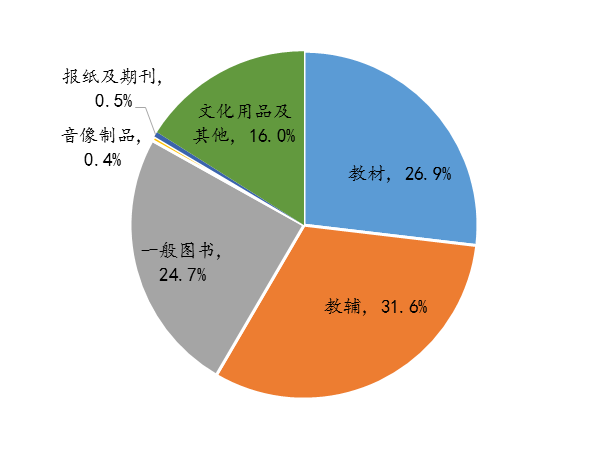 报纸及期刊,
0.5%
音像制品,
0.4%
文化用品及
其他, 16.0%
教材, 26.9%
一般图书,
24.7%
教辅, 31.6%